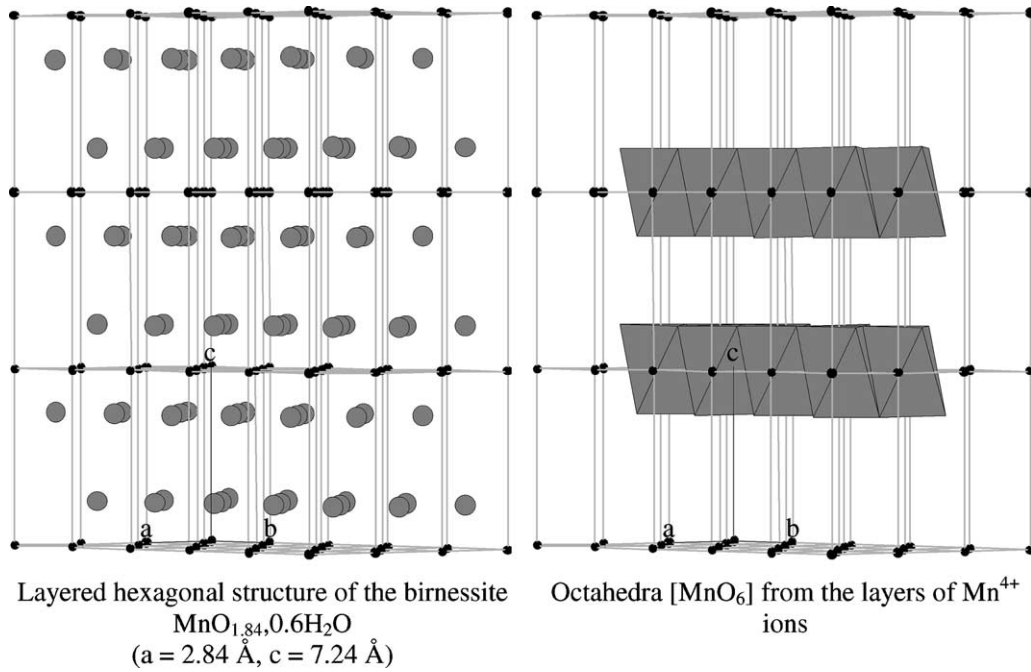 c
a
b
Layered hexagonal structure of the birnessite
MnO₁.₈₄,0.6H₂O
(a = 2.84 Å, c = 7.24 Å)
c
a
b
Octahedra [MnO₆] from the layers of Mn⁴⁺
ions